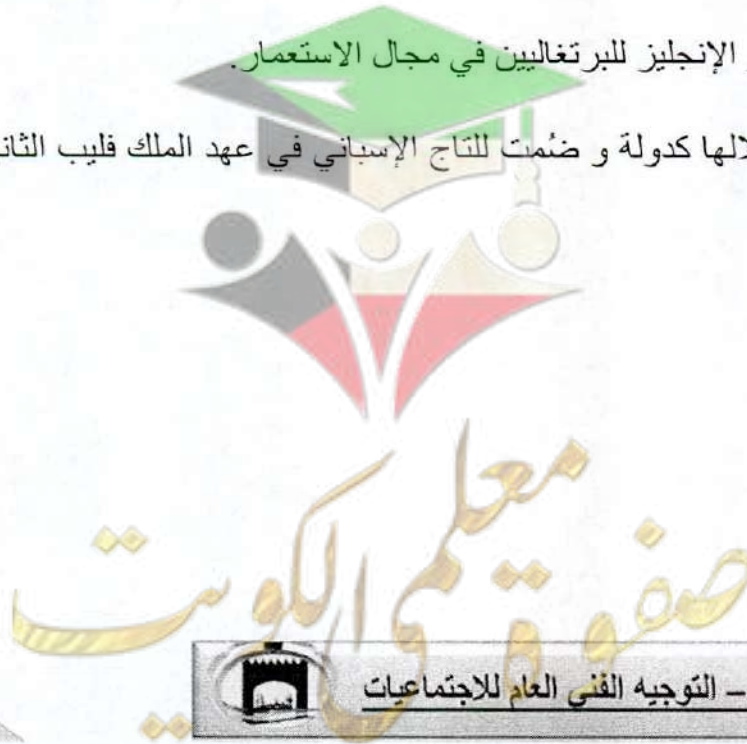 الإنجليز للبرتغاليين في مجال الاستعمار.
لالها كدولة و ضُمت للتاج الإسباني في عهد الملك فليب الثان
صفوة معلمي الكويت
– التوجيه الفني العام للاجتماعيات